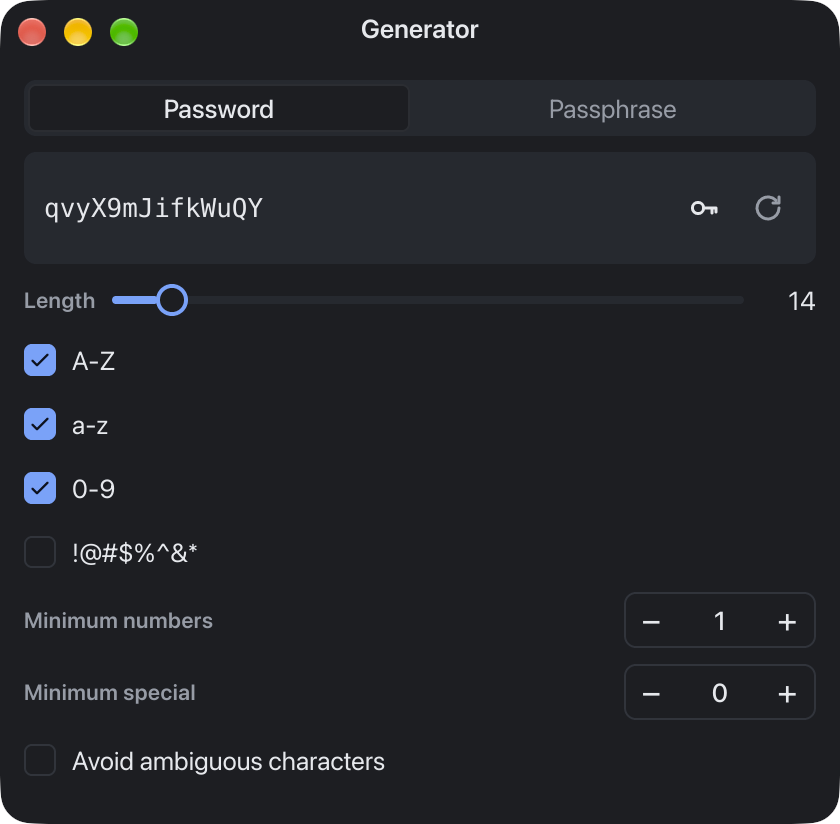 Generator
Password Passphrase
qvyX9mJifkWuQY
Length 14
A-Z
a-z
0-9
!@#$%^&*
Minimum numbers − 1 +
Minimum special − 0 +
Avoid ambiguous characters